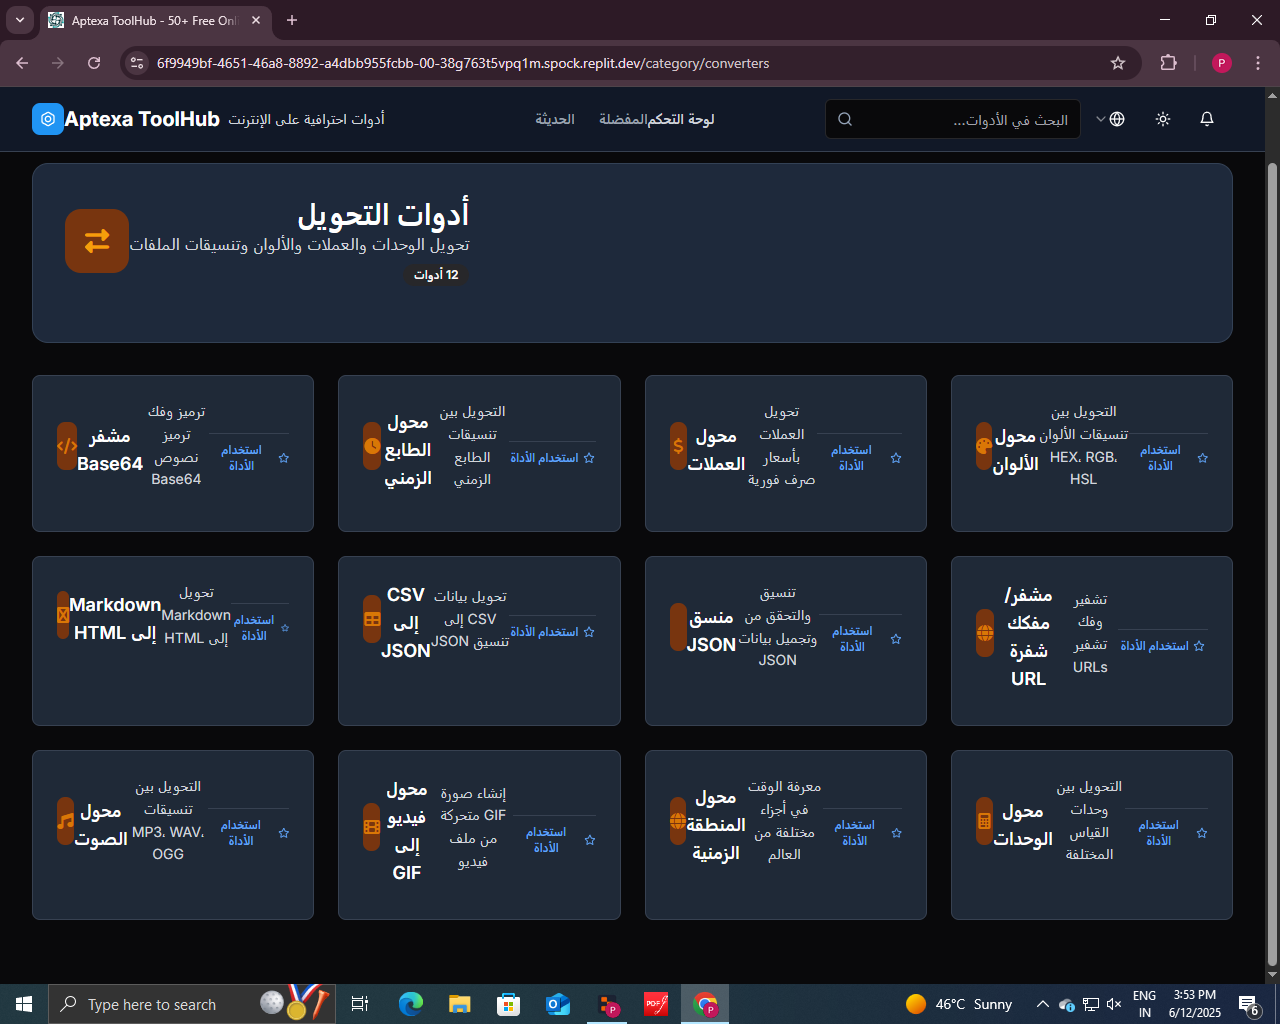 Aptexa ToolHub - 50+ Free Onl
6f9949bf-4651-46a8-8892-a4dbb955fcbb-00-38g763t5vpq1m.spock.replit.dev/category/converters
P
Aptexa ToolHub
أدوات احترافية على الإنترنت
الحديثة
المفضلة
لوحة التحكم
البحث في الأدوات...
أدوات التحويل
تحويل الوحدات والعملات والألوان وتنسيقات الملفات
12 أدوات
محول
الألوان
التحويل بين
تنسيقات الألوان
HEX، RGB،
HSL
استخدام
الأداة
محول
العملات
تحويل
العملات
بأسعار
صرف فورية
استخدام
الأداة
محول
الطابع
الزمني
التحويل بين
تنسيقات
الطابع
الزمني
استخدام الأداة
مشفر
Base64
ترميز وفك
ترميز
نصوص
Base64
استخدام
الأداة
مشفر/
مفكك
شفرة
URL
تشفير
وفك
تشفير
URLs
استخدام الأداة
منسق
JSON
تنسيق
والتحقق من
وتجميل بيانات
JSON
استخدام
الأداة
CSV
إلى
JSON
تحويل بيانات
CSV إلى
تنسيق JSON
استخدام الأداة
Markdown
إلى HTML
تحويل
Markdown
إلى HTML
استخدام
الأداة
محول
الوحدات
التحويل بين
وحدات
القياس
المختلفة
استخدام
الأداة
محول
المنطقة
الزمنية
معرفة الوقت
في أجزاء
مختلفة من
العالم
استخدام
الأداة
محول
فيديو
إلى
GIF
إنشاء صورة
GIF متحركة
من ملف
فيديو
استخدام
الأداة
محول
الصوت
التحويل بين
تنسيقات
MP3، WAV،
OGG
استخدام
الأداة
Type here to search
P
PDF
P
46°C Sunny
ENG
IN
3:53 PM
6/12/2025
6